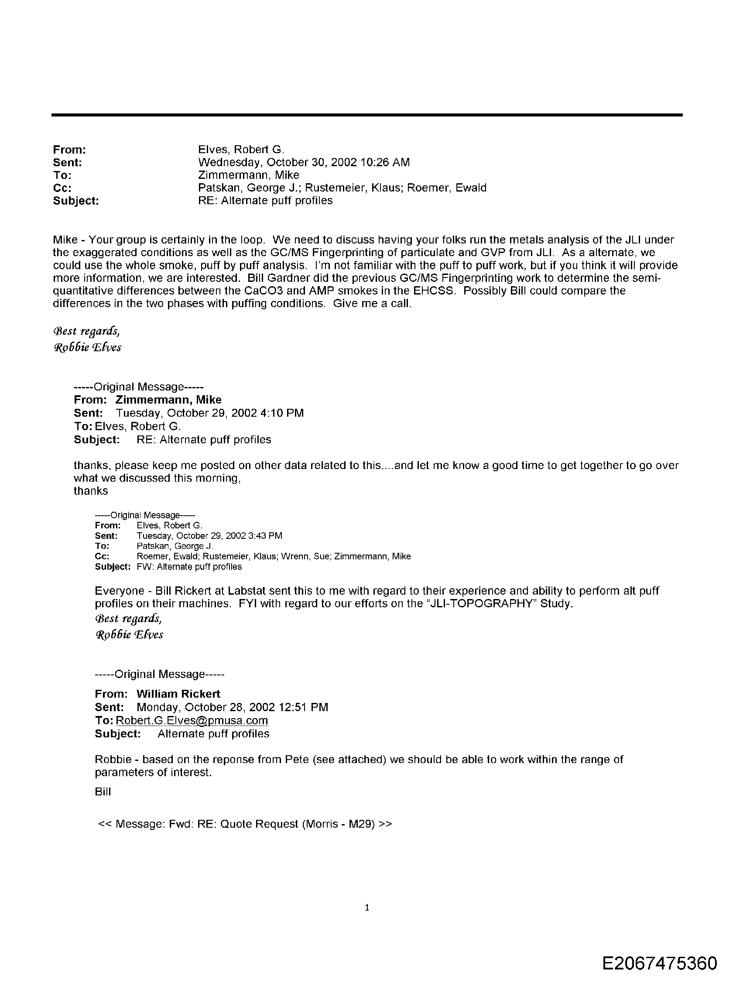 From: Elves, Robert G.
Sent: Wednesday, October 30, 2002 10:26 AM
To: Zimmermann, Mike
Cc: Patskan, George J.; Rustemeier, Klaus; Roemer, Ewald
Subject: RE: Alternate puff profiles
Mike - Your group is certainly in the loop. We need to discuss having your folks run the metals analysis of the JLI under
the exaggerated conditions as well as the GC/MS Fingerprinting of particulate and GVP from JLI. As a alternate, we
could use the whole smoke, puff by puff analysis. I'm not familiar with the puff to puff work, but if you think it will provide
more information, we are interested. Bill Gardner did the previous GC/MS Fingerprinting work to determine the semi-
quantitative differences between the CaCO3 and AMP smokes in the EHCSS. Possibly Bill could compare the
differences in the two phases with puffing conditions. Give me a call.
Best regards,
Robbie Elves
-----Original Message-----
From: Zimmermann, Mike
Sent: Tuesday, October 29, 2002 4:10 PM
To: Elves, Robert G.
Subject: RE: Alternate puff profiles
thanks, please keep me posted on other data related to this....and let me know a good time to get together to go over
what we discussed this morning,
thanks
-----Original Message-----
From: Elves, Robert G.
Sent: Tuesday, October 29, 2002 3:43 PM
To: Patskan, George J.
Cc: Roemer, Ewald; Rustemeier, Klaus; Wrenn, Sue; Zimmermann, Mike
Subject: FW: Alternate puff profiles
Everyone - Bill Rickert at Labstat sent this to me with regard to their experience and ability to perform alt puff
profiles on their machines. FYI with regard to our efforts on the "JLI-TOPOGRAPHY" Study.
Best regards,
Robbie Elves
-----Original Message-----
From: William Rickert
Sent: Monday, October 28, 2002 12:51 PM
To: Robert.G.Elves@pmusa.com
Subject: Alternate puff profiles
Robbie - based on the reponse from Pete (see attached) we should be able to work within the range of
parameters of interest.
Bill
<< Message: Fwd: RE: Quote Request (Morris - M29) >>
1
E2067475360